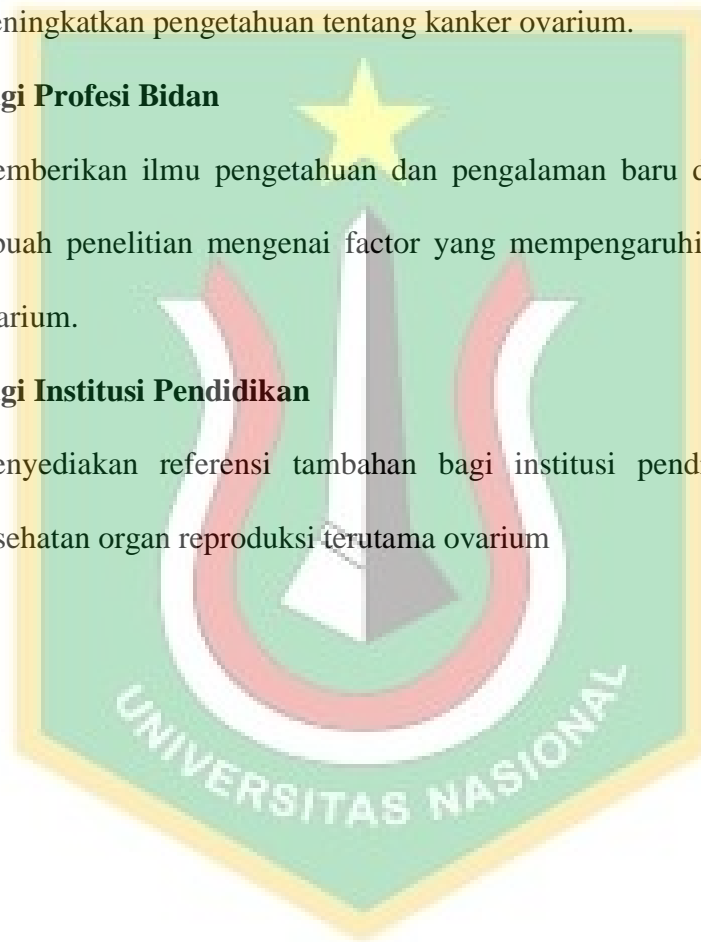 eningkatkan pengetahuan tentang kanker ovarium.
gi Profesi Bidan
emberikan ilmu pengetahuan dan pengalaman baru d
buah penelitian mengenai factor yang mempengaruhi
arium.
gi Institusi Pendidikan
enyediakan referensi tambahan bagi institusi pend
sehatan organ reproduksi terutama ovarium
UNIVERSITAS NASIONAL